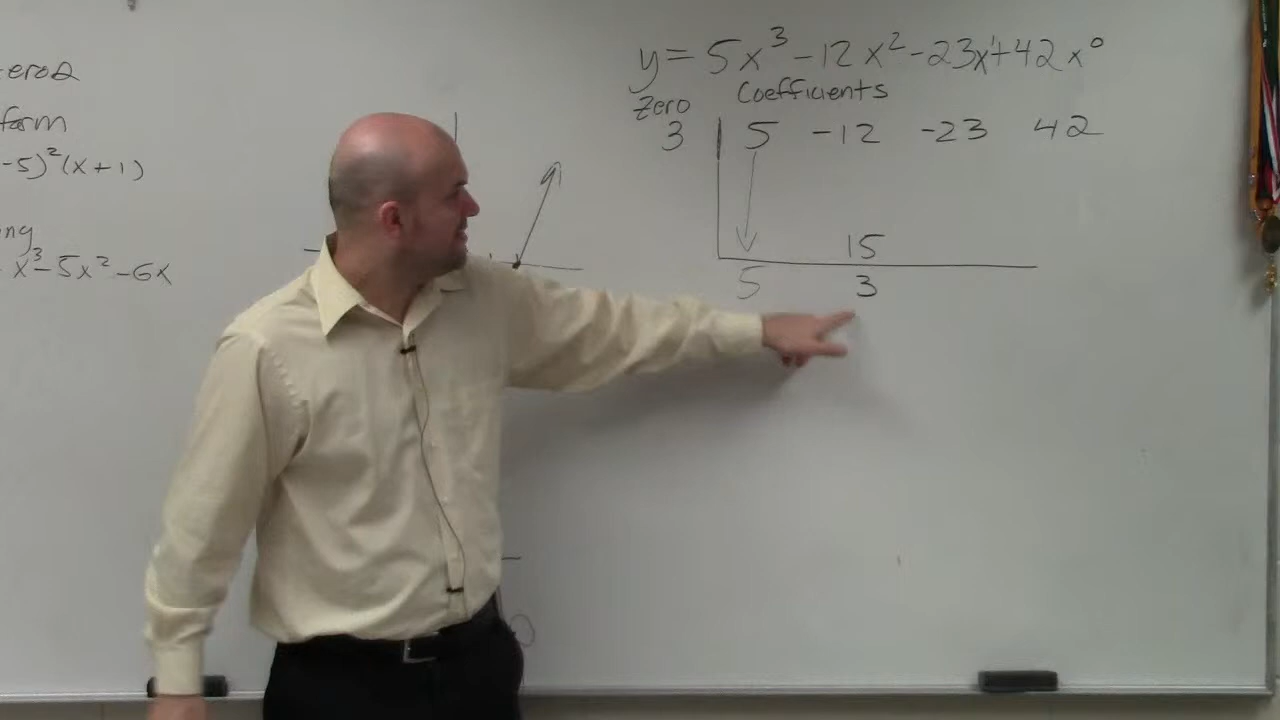 form
-5)²(x+1)
x³-5x²-6x
y=5x³-12x²-23x¹+42x⁰
Zero Coefficients
3 5 -12 -23 42
15
5 3